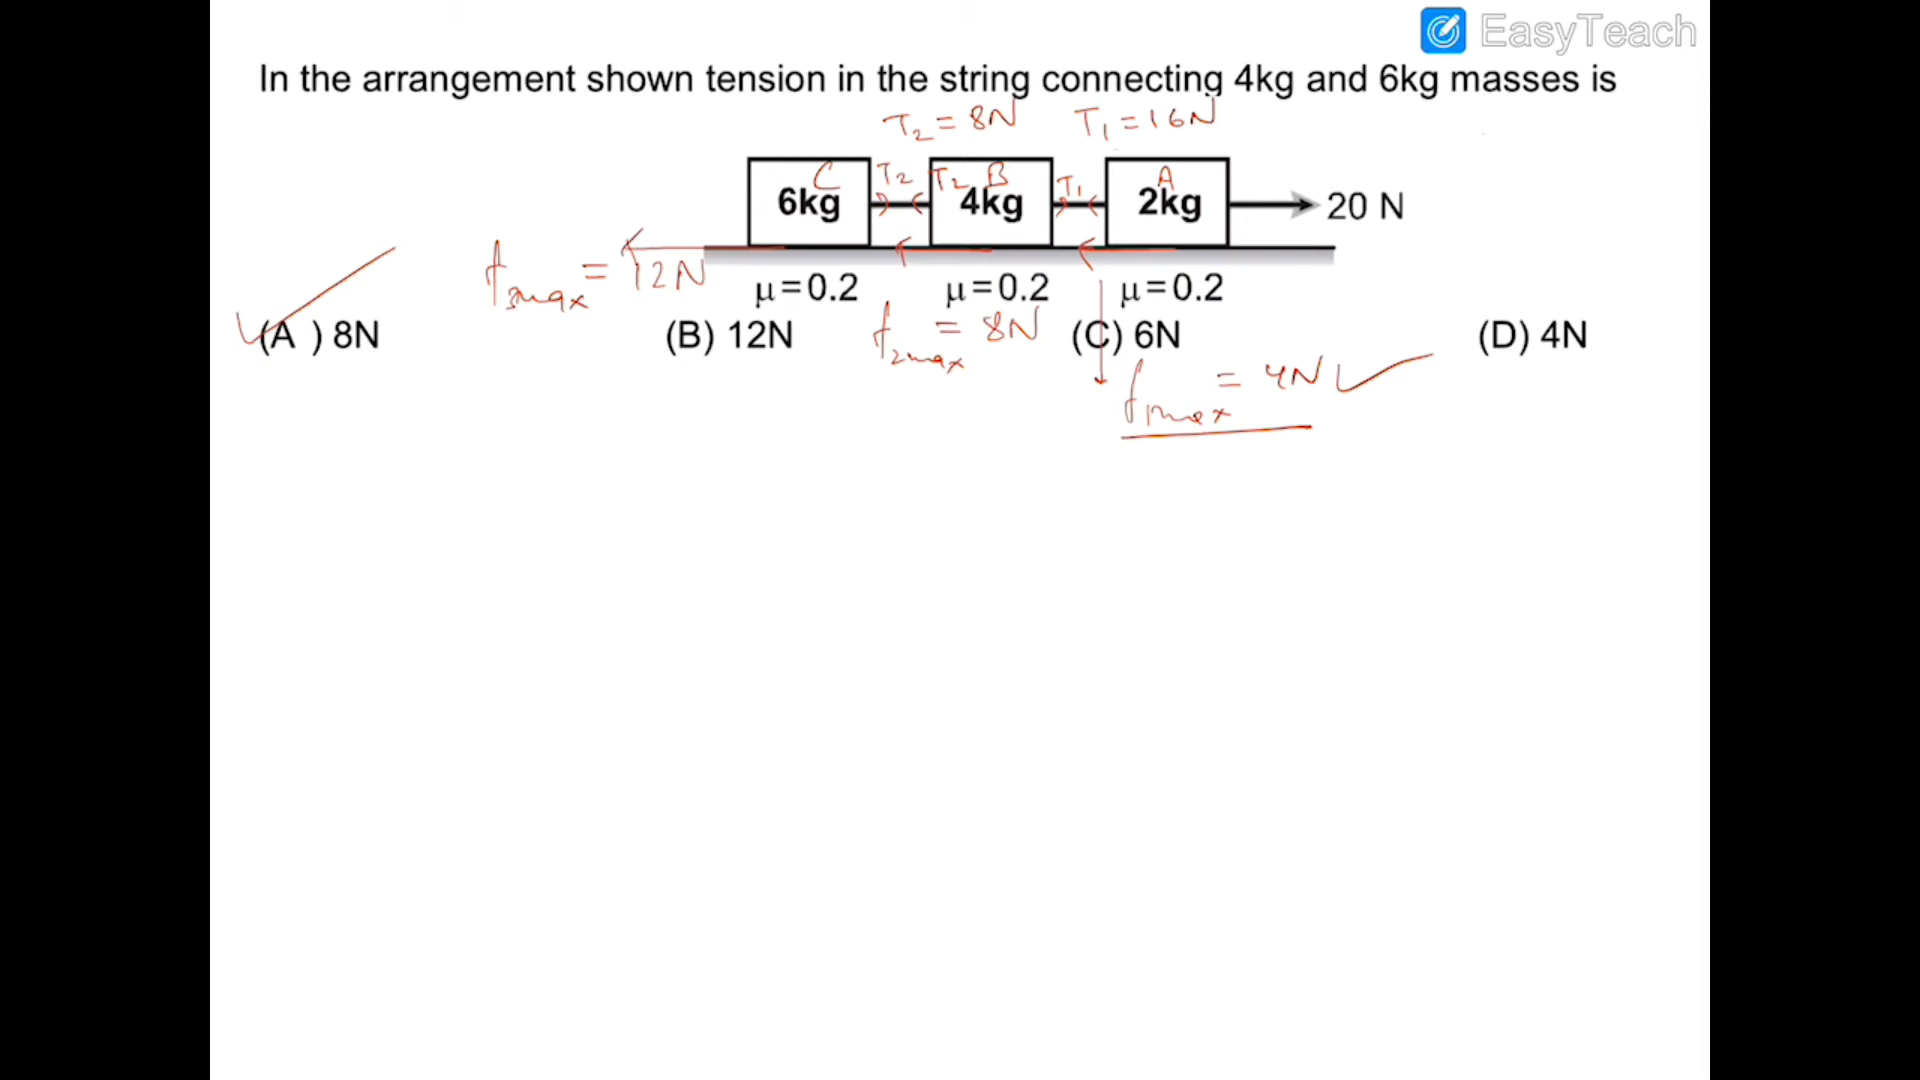 EasyTeach
In the arrangement shown tension in the string connecting 4kg and 6kg masses is
T2 = 8N T1 = 16N
C T2 T2 B T1 A
6kg 4kg 2kg 20 N
f3max = 12N
μ=0.2 μ=0.2 μ=0.2
(A ) 8N (B) 12N f2max = 8N (C) 6N (D) 4N
f1max = 4N